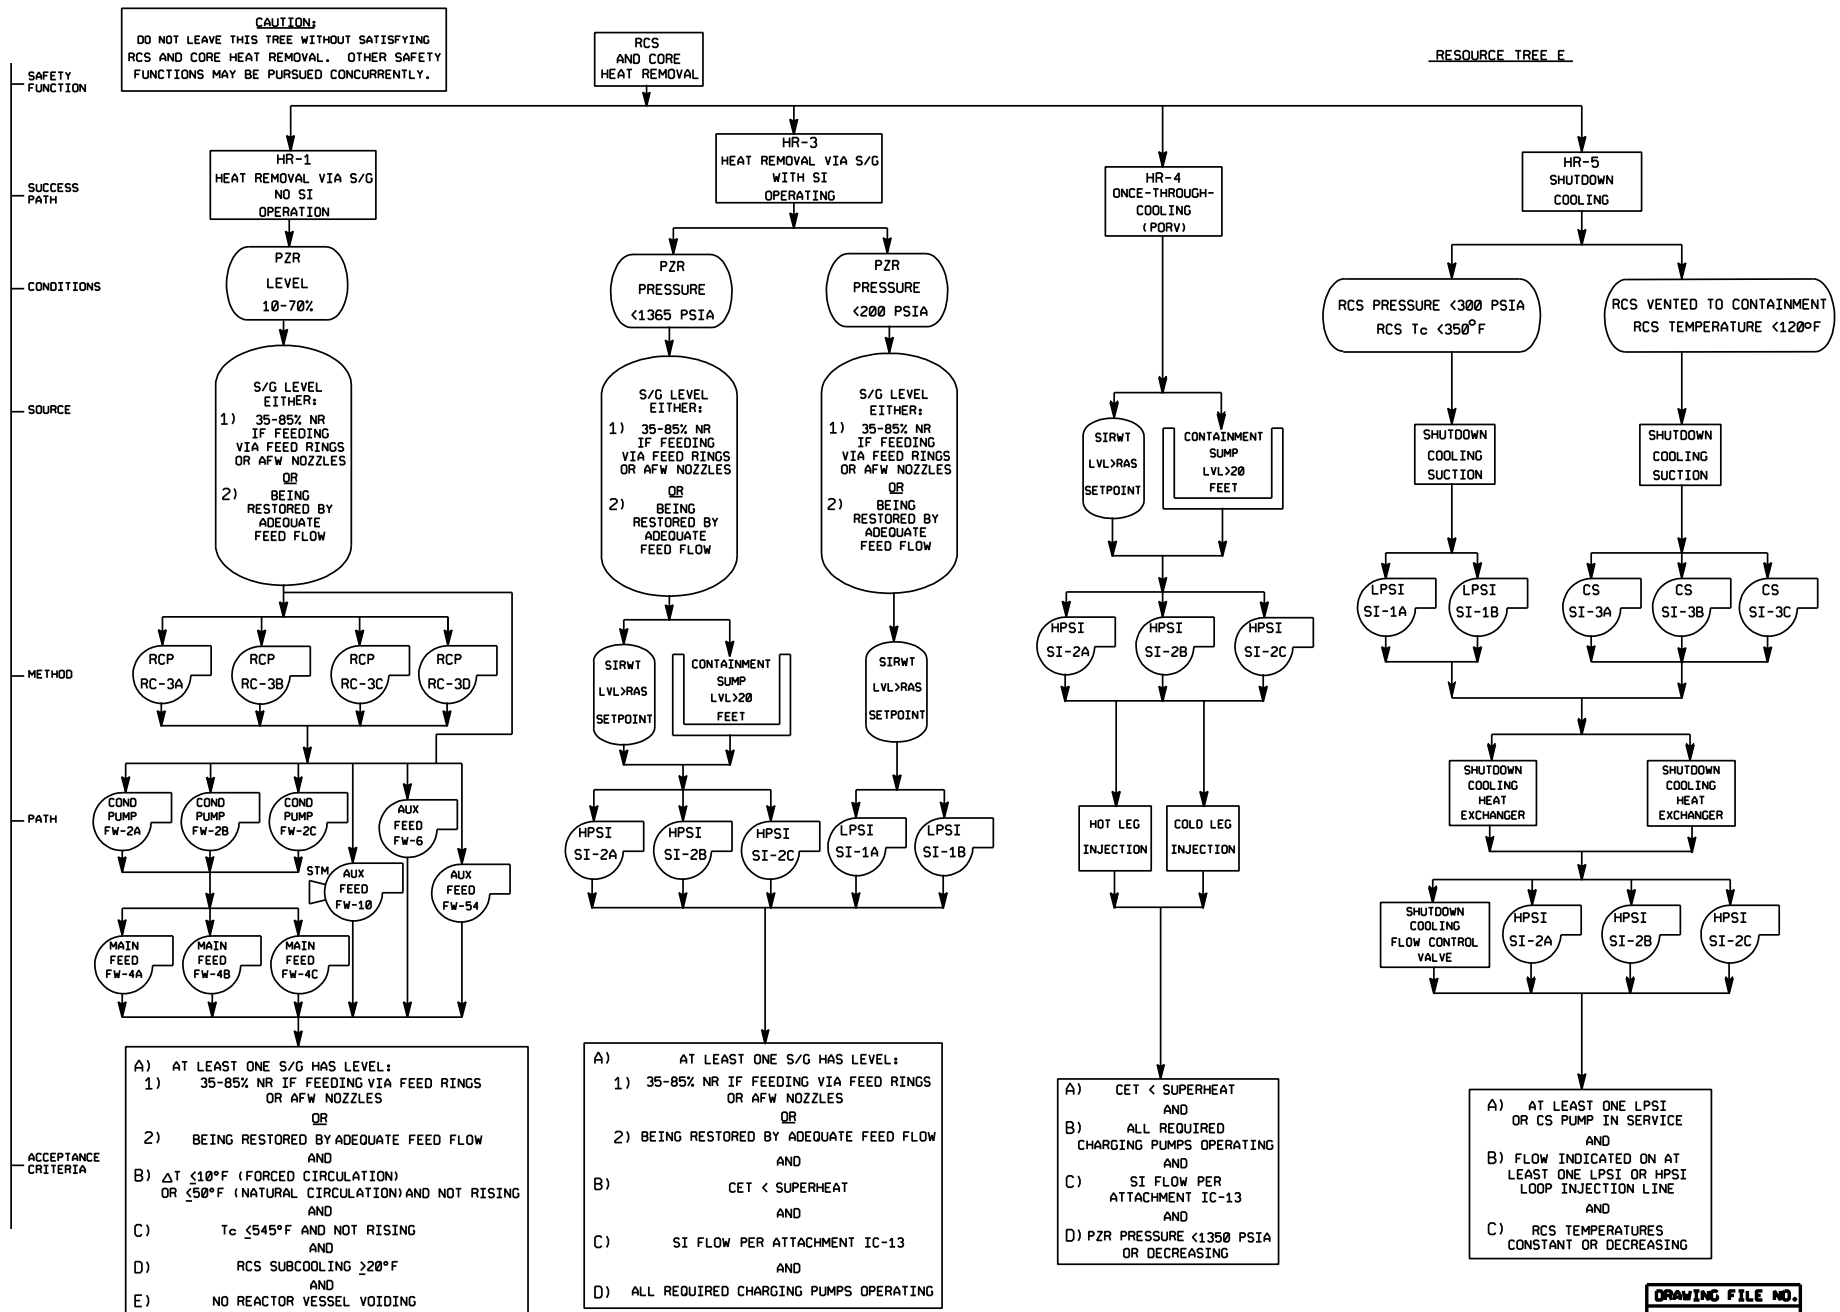 CAUTION:
DO NOT LEAVE THIS TREE WITHOUT SATISFYING
RCS AND CORE HEAT REMOVAL. OTHER SAFETY
FUNCTIONS MAY BE PURSUED CONCURRENTLY.
RCS
AND CORE
HEAT REMOVAL
RESOURCE TREE E
SAFETY
FUNCTION
SUCCESS
PATH
CONDITIONS
SOURCE
METHOD
PATH
ACCEPTANCE
CRITERIA
HR-1
HEAT REMOVAL VIA S/G
NO SI
OPERATION
PZR
LEVEL
10-70%
S/G LEVEL
EITHER:
1) 35-85% NR
IF FEEDING
VIA FEED RINGS
OR AFW NOZZLES
OR
2) BEING
RESTORED BY
ADEQUATE
FEED FLOW
RCP
RC-3A
RCP
RC-3B
RCP
RC-3C
RCP
RC-3D
COND
PUMP
FW-2A
COND
PUMP
FW-2B
COND
PUMP
FW-2C
AUX
FEED
FW-6
STM
AUX
FEED
FW-10
AUX
FEED
FW-54
MAIN
FEED
FW-4A
MAIN
FEED
FW-4B
MAIN
FEED
FW-4C
A) AT LEAST ONE S/G HAS LEVEL:
1) 35-85% NR IF FEEDING VIA FEED RINGS
OR AFW NOZZLES
OR
2) BEING RESTORED BY ADEQUATE FEED FLOW
AND
B) ΔT ≤10°F (FORCED CIRCULATION)
OR ≤50°F (NATURAL CIRCULATION) AND NOT RISING
AND
C) Tc ≤545°F AND NOT RISING
AND
D) RCS SUBCOOLING ≥20°F
AND
E) NO REACTOR VESSEL VOIDING
HR-3
HEAT REMOVAL VIA S/G
WITH SI
OPERATING
PZR
PRESSURE
<1365 PSIA
PZR
PRESSURE
<200 PSIA
S/G LEVEL
EITHER:
1) 35-85% NR
IF FEEDING
VIA FEED RINGS
OR AFW NOZZLES
OR
2) BEING
RESTORED BY
ADEQUATE
FEED FLOW
S/G LEVEL
EITHER:
1) 35-85% NR
IF FEEDING
VIA FEED RINGS
OR AFW NOZZLES
OR
2) BEING
RESTORED BY
ADEQUATE
FEED FLOW
SIRWT
LVL>RAS
SETPOINT
CONTAINMENT
SUMP
LVL>20
FEET
SIRWT
LVL>RAS
SETPOINT
HPSI
SI-2A
HPSI
SI-2B
HPSI
SI-2C
LPSI
SI-1A
LPSI
SI-1B
A) AT LEAST ONE S/G HAS LEVEL:
1) 35-85% NR IF FEEDING VIA FEED RINGS
OR AFW NOZZLES
OR
2) BEING RESTORED BY ADEQUATE FEED FLOW
AND
B) CET < SUPERHEAT
AND
C) SI FLOW PER ATTACHMENT IC-13
AND
D) ALL REQUIRED CHARGING PUMPS OPERATING
HR-4
ONCE-THROUGH-
COOLING
(PORV)
SIRWT
LVL>RAS
SETPOINT
CONTAINMENT
SUMP
LVL>20
FEET
HPSI
SI-2A
HPSI
SI-2B
HPSI
SI-2C
HOT LEG
INJECTION
COLD LEG
INJECTION
A) CET < SUPERHEAT
AND
B) ALL REQUIRED
CHARGING PUMPS OPERATING
AND
C) SI FLOW PER
ATTACHMENT IC-13
AND
D) PZR PRESSURE <1350 PSIA
OR DECREASING
HR-5
SHUTDOWN
COOLING
RCS PRESSURE <300 PSIA
RCS Tc <350°F
RCS VENTED TO CONTAINMENT
RCS TEMPERATURE <120°F
SHUTDOWN
COOLING
SUCTION
SHUTDOWN
COOLING
SUCTION
LPSI
SI-1A
LPSI
SI-1B
CS
SI-3A
CS
SI-3B
CS
SI-3C
SHUTDOWN
COOLING
HEAT
EXCHANGER
SHUTDOWN
COOLING
HEAT
EXCHANGER
SHUTDOWN
COOLING
FLOW CONTROL
VALVE
HPSI
SI-2A
HPSI
SI-2B
HPSI
SI-2C
A) AT LEAST ONE LPSI
OR CS PUMP IN SERVICE
AND
B) FLOW INDICATED ON AT
LEAST ONE LPSI OR HPSI
LOOP INJECTION LINE
AND
C) RCS TEMPERATURES
CONSTANT OR DECREASING
DRAWING FILE NO.